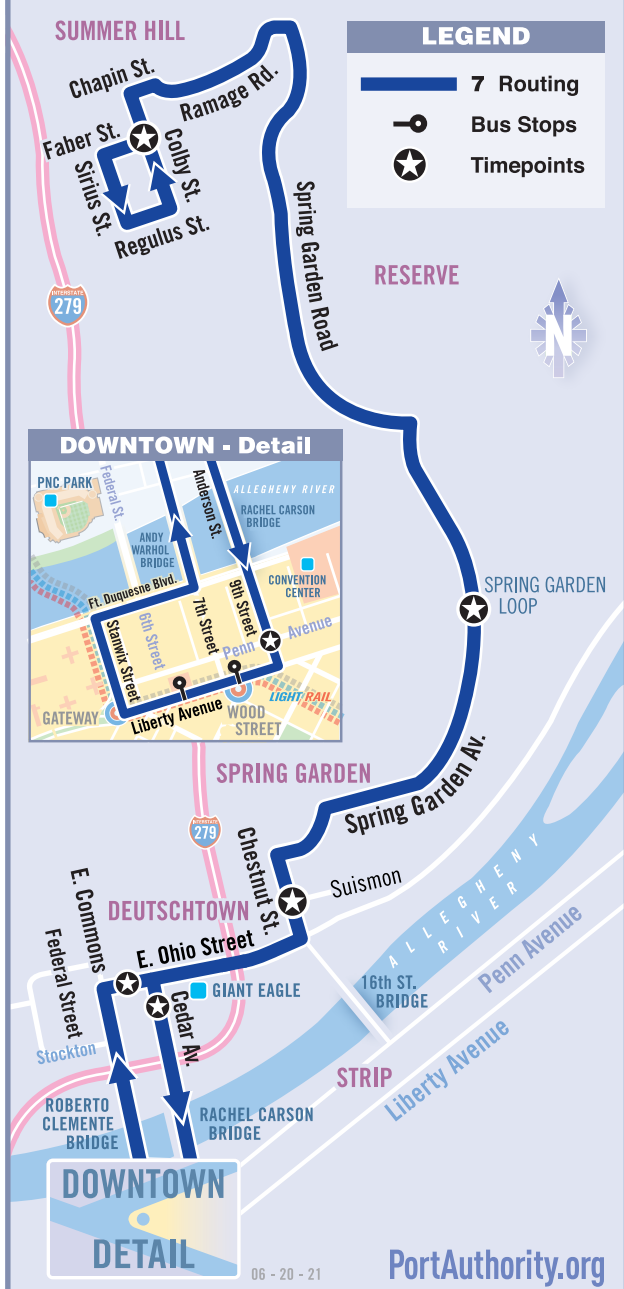 SUMMER HILL
LEGEND
7 Routing
Bus Stops
Timepoints
Chapin St.
Ramage Rd.
Faber St.
Colby St.
Sirius St.
Regulus St.
Spring Garden Road
RESERVE
INTERSTATE
279
N
DOWNTOWN - Detail
PNC PARK
Federal St.
Anderson St.
ALLEGHENY RIVER
RACHEL CARSON
BRIDGE
ANDY
WARHOL
BRIDGE
CONVENTION
CENTER
Ft. Duquesne Blvd.
Stanwix Street
6th Street
7th Street
9th Street
Penn Avenue
LIGHT RAIL
GATEWAY
Liberty Avenue
WOOD
STREET
SPRING GARDEN
LOOP
SPRING GARDEN
Spring Garden Av.
INTERSTATE
279
Chestnut St.
Suismon
DEUTSCHTOWN
E. Commons
Federal Street
E. Ohio Street
GIANT EAGLE
Cedar Av.
Stockton
ALLEGHENY
RIVER
16th ST.
BRIDGE
Penn Avenue
Liberty Avenue
STRIP
ROBERTO
CLEMENTE
BRIDGE
RACHEL CARSON
BRIDGE
DOWNTOWN
DETAIL
06 - 20 - 21
PortAuthority.org